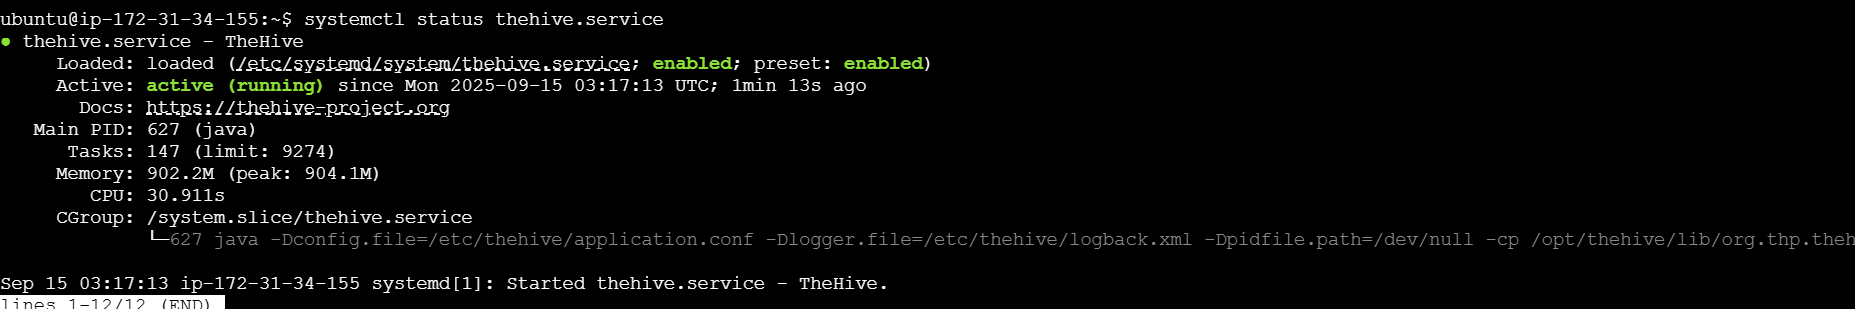 ubuntu@ip-172-31-34-155:~$ systemctl status thehive.service
● thehive.service - TheHive
     Loaded: loaded (/etc/systemd/system/thehive.service; enabled; preset: enabled)
     Active: active (running) since Mon 2025-09-15 03:17:13 UTC; 1min 13s ago
       Docs: https://thehive-project.org
   Main PID: 627 (java)
      Tasks: 147 (limit: 9274)
     Memory: 902.2M (peak: 904.1M)
        CPU: 30.911s
     CGroup: /system.slice/thehive.service
             └─627 java -Dconfig.file=/etc/thehive/application.conf -Dlogger.file=/etc/thehive/logback.xml -Dpidfile.path=/dev/null -cp /opt/thehive/lib/org.thp.theh
Sep 15 03:17:13 ip-172-31-34-155 systemd[1]: Started thehive.service - TheHive.
lines 1-12/12 (END)